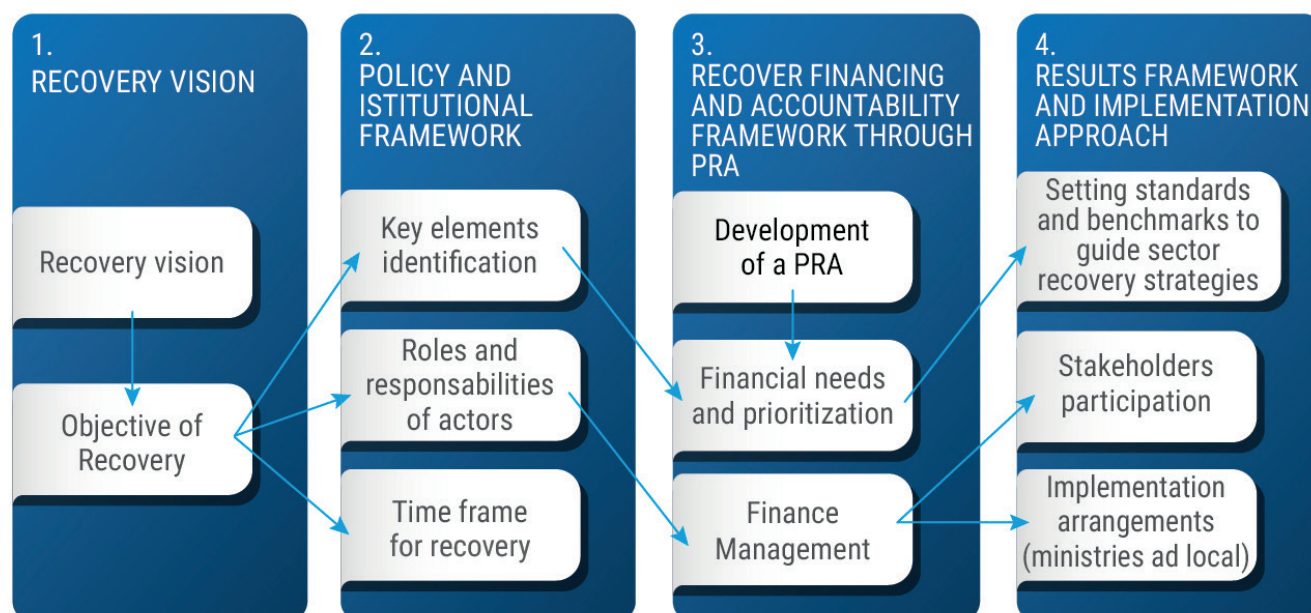 1.
RECOVERY VISION
Recovery vision
Objective of
Recovery
2.
POLICY AND
ISTITUTIONAL
FRAMEWORK
Key elements
identification
Roles and
responsabilities
of actors
Time frame
for recovery
3.
RECOVER FINANCING
AND ACCOUNTABILITY
FRAMEWORK THROUGH
PRA
Development
of a PRA
Financial needs
and prioritization
Finance
Management
4.
RESULTS FRAMEWORK
AND IMPLEMENTATION
APPROACH
Setting standards
and benchmarks to
guide sector
recovery strategies
Stakeholders
participation
Implementation
arrangements
(ministries ad local)